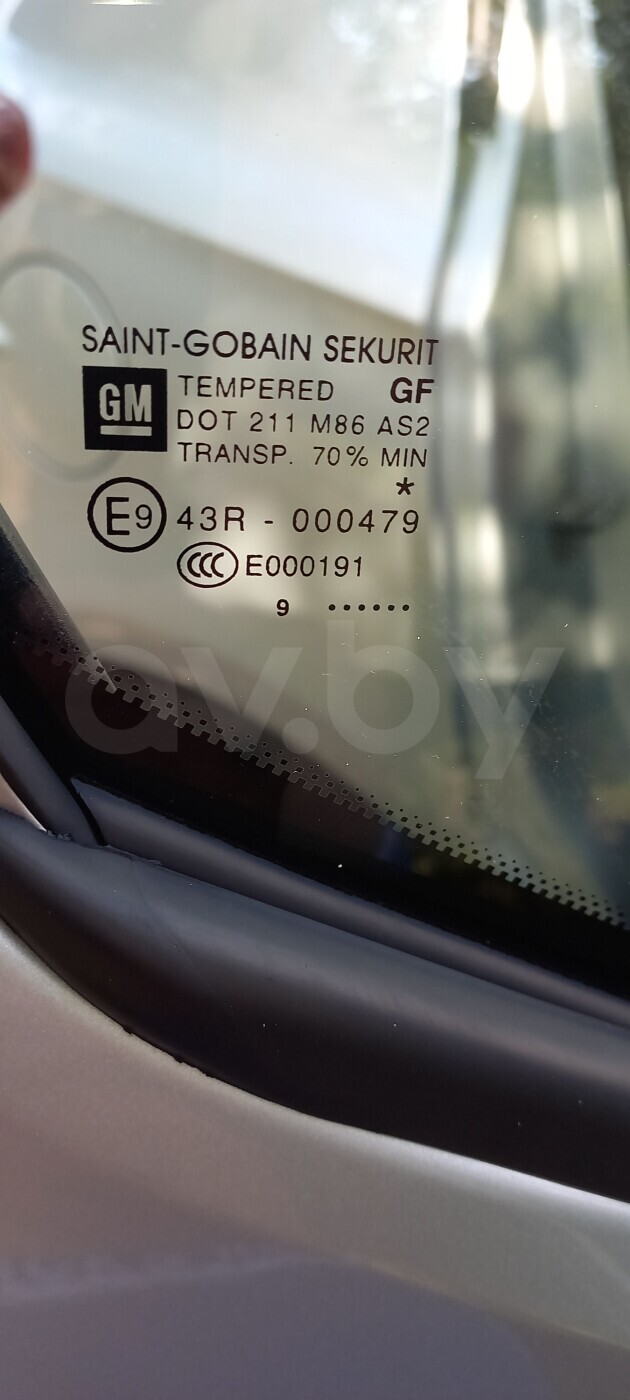 SAINT-GOBAIN SEKURIT
GM
TEMPERED GF
DOT 211 M86 AS2
TRANSP. 70% MIN
*
E9 43R - 000479
CCC E000191
9 ......
av.by